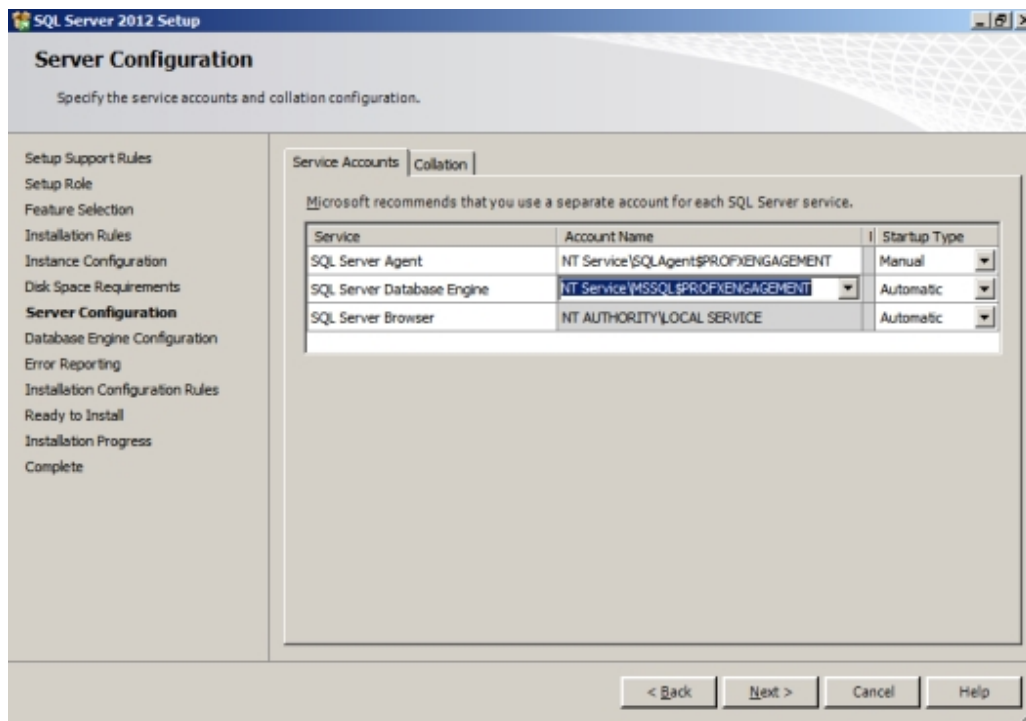 SQL Server 2012 Setup
Server Configuration
Specify the service accounts and collation configuration.
Setup Support Rules
Setup Role
Feature Selection
Installation Rules
Instance Configuration
Disk Space Requirements
Server Configuration
Database Engine Configuration
Error Reporting
Installation Configuration Rules
Ready to Install
Installation Progress
Complete
Service Accounts Collation
Microsoft recommends that you use a separate account for each SQL Server service.
Service Account Name Startup Type
SQL Server Agent NT Service\SQLAgent$PROFXENGAGEMENT Manual
SQL Server Database Engine NT Service\MSSQL$PROFXENGAGEMENT Automatic
SQL Server Browser NT AUTHORITY\LOCAL SERVICE Automatic
< Back Next > Cancel Help